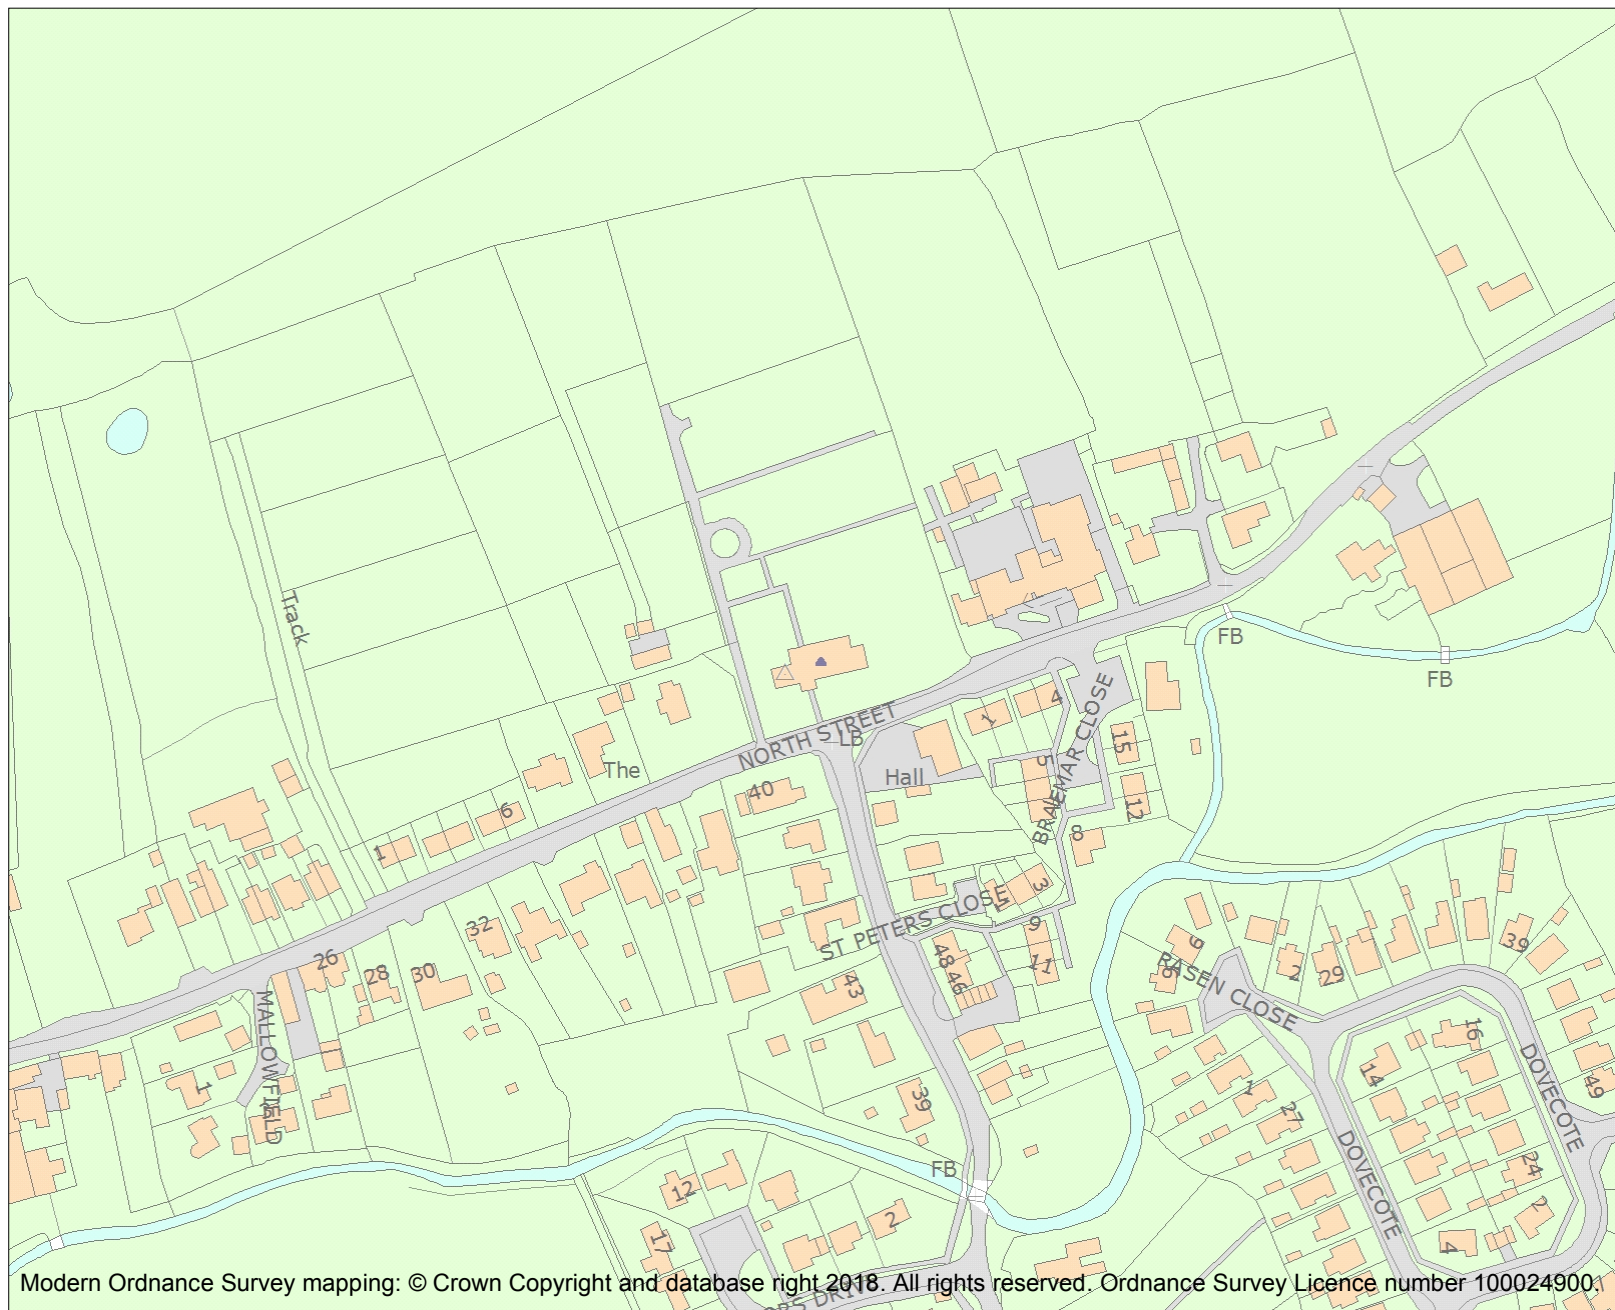 Track
FB
FB
BRAEMAR CLOSE
4
1
NORTH STREET
LB
15
The
Hall
5
40
12
6
8
1
3
ST PETERS CLOSE
32
9
48
46
11
26
28
30
43
MALLOWFIELD
1
39
FB
12
2
17
6
RASEN CLOSE
2
29
39
1
27
14
16
DOVECOTE
49
24
2
4
DOVECOTE
Modern Ordnance Survey mapping: © Crown Copyright and database right 2018. All rights reserved. Ordnance Survey Licence number 100024900.